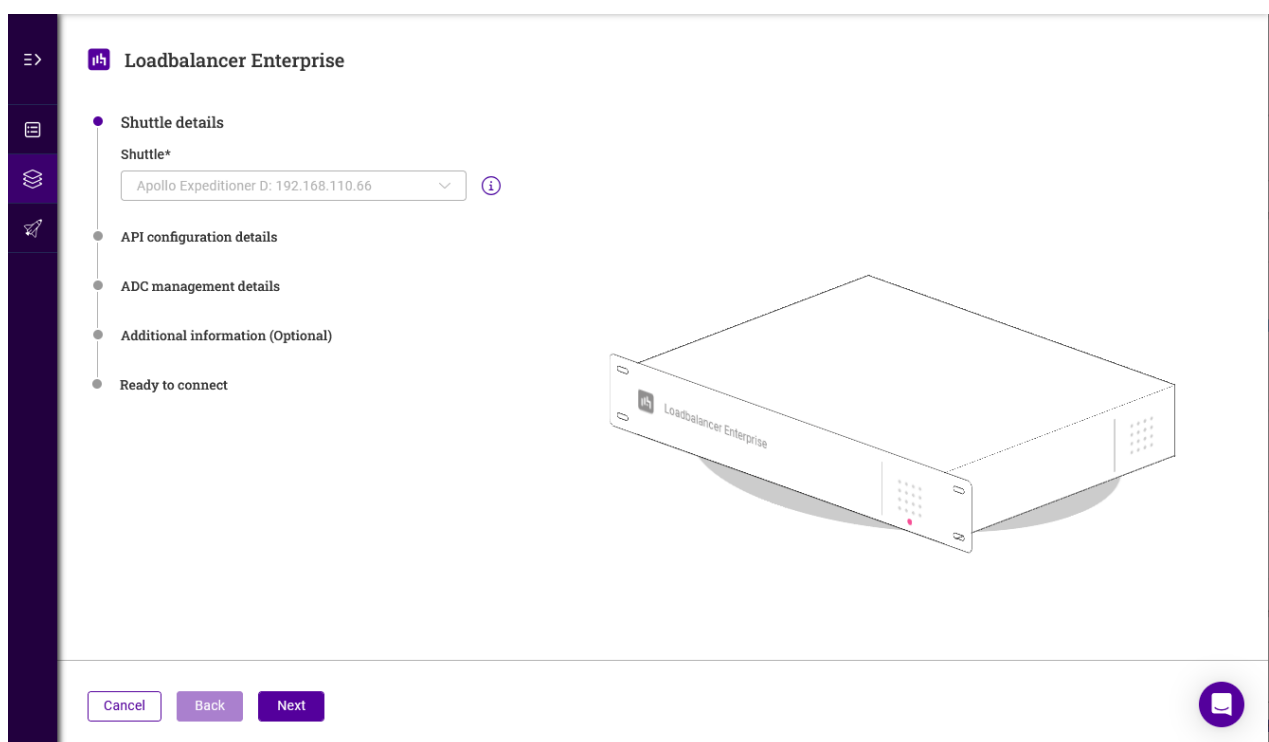 Loadbalancer Enterprise
Shuttle details
Shuttle*
Apollo Expeditioner D: 192.168.110.66
API configuration details
ADC management details
Additional information (Optional)
Ready to connect
Loadbalancer Enterprise
Cancel
Back
Next